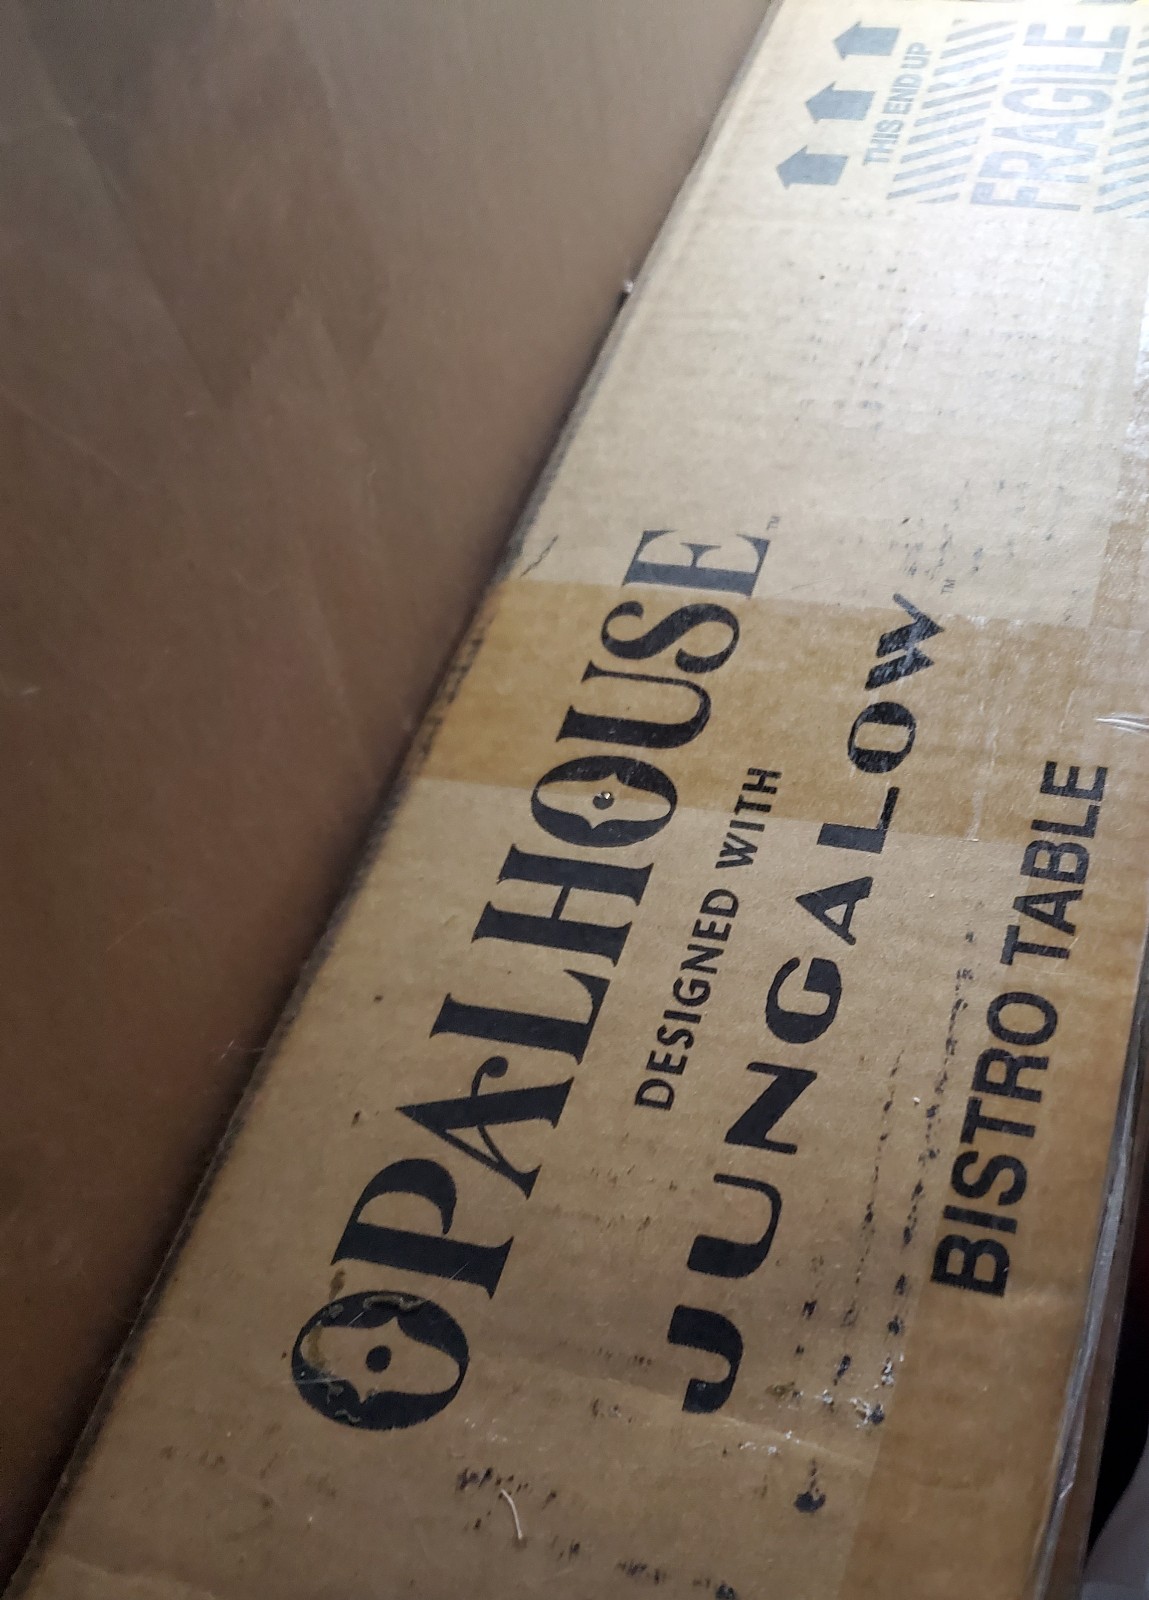 OPALHOUSE™
DESIGNED WITH
JUNGALOW™
BISTRO TABLE
THIS END UP
FRAGILE